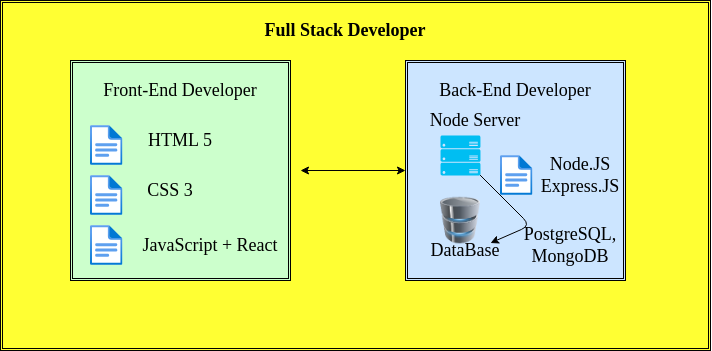 Full Stack Developer
Front-End Developer
HTML 5
CSS 3
JavaScript + React
Back-End Developer
Node Server
Node.JS
Express.JS
DataBase
PostgreSQL,
MongoDB